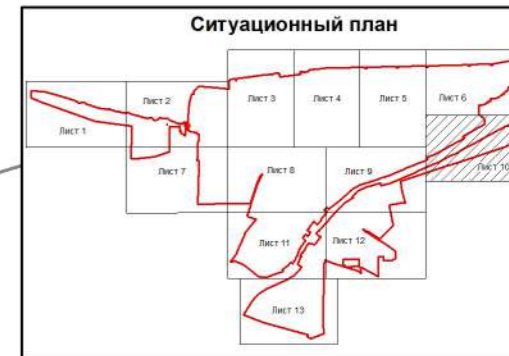 Ситуационный план
Лист 1
Лист 2
Лист 3
Лист 4
Лист 5
Лист 6
Лист 7
Лист 8
Лист 9
Лист 10
Лист 11
Лист 12
Лист 13